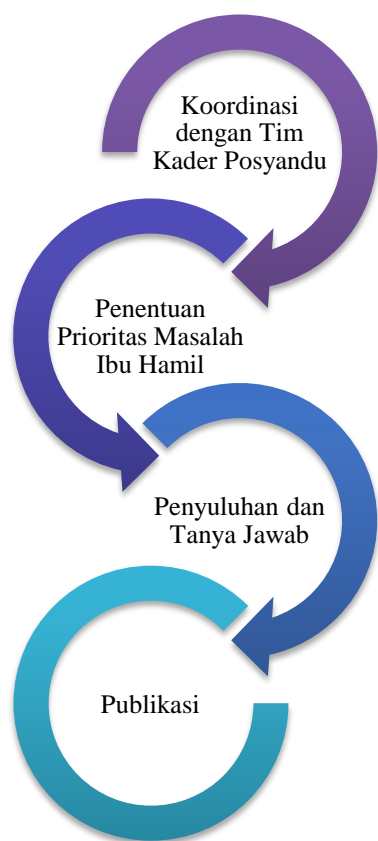 Koordinasi
dengan Tim
Kader Posyandu
Penentuan
Prioritas Masalah
Ibu Hamil
Penyuluhan dan
Tanya Jawab
Publikasi